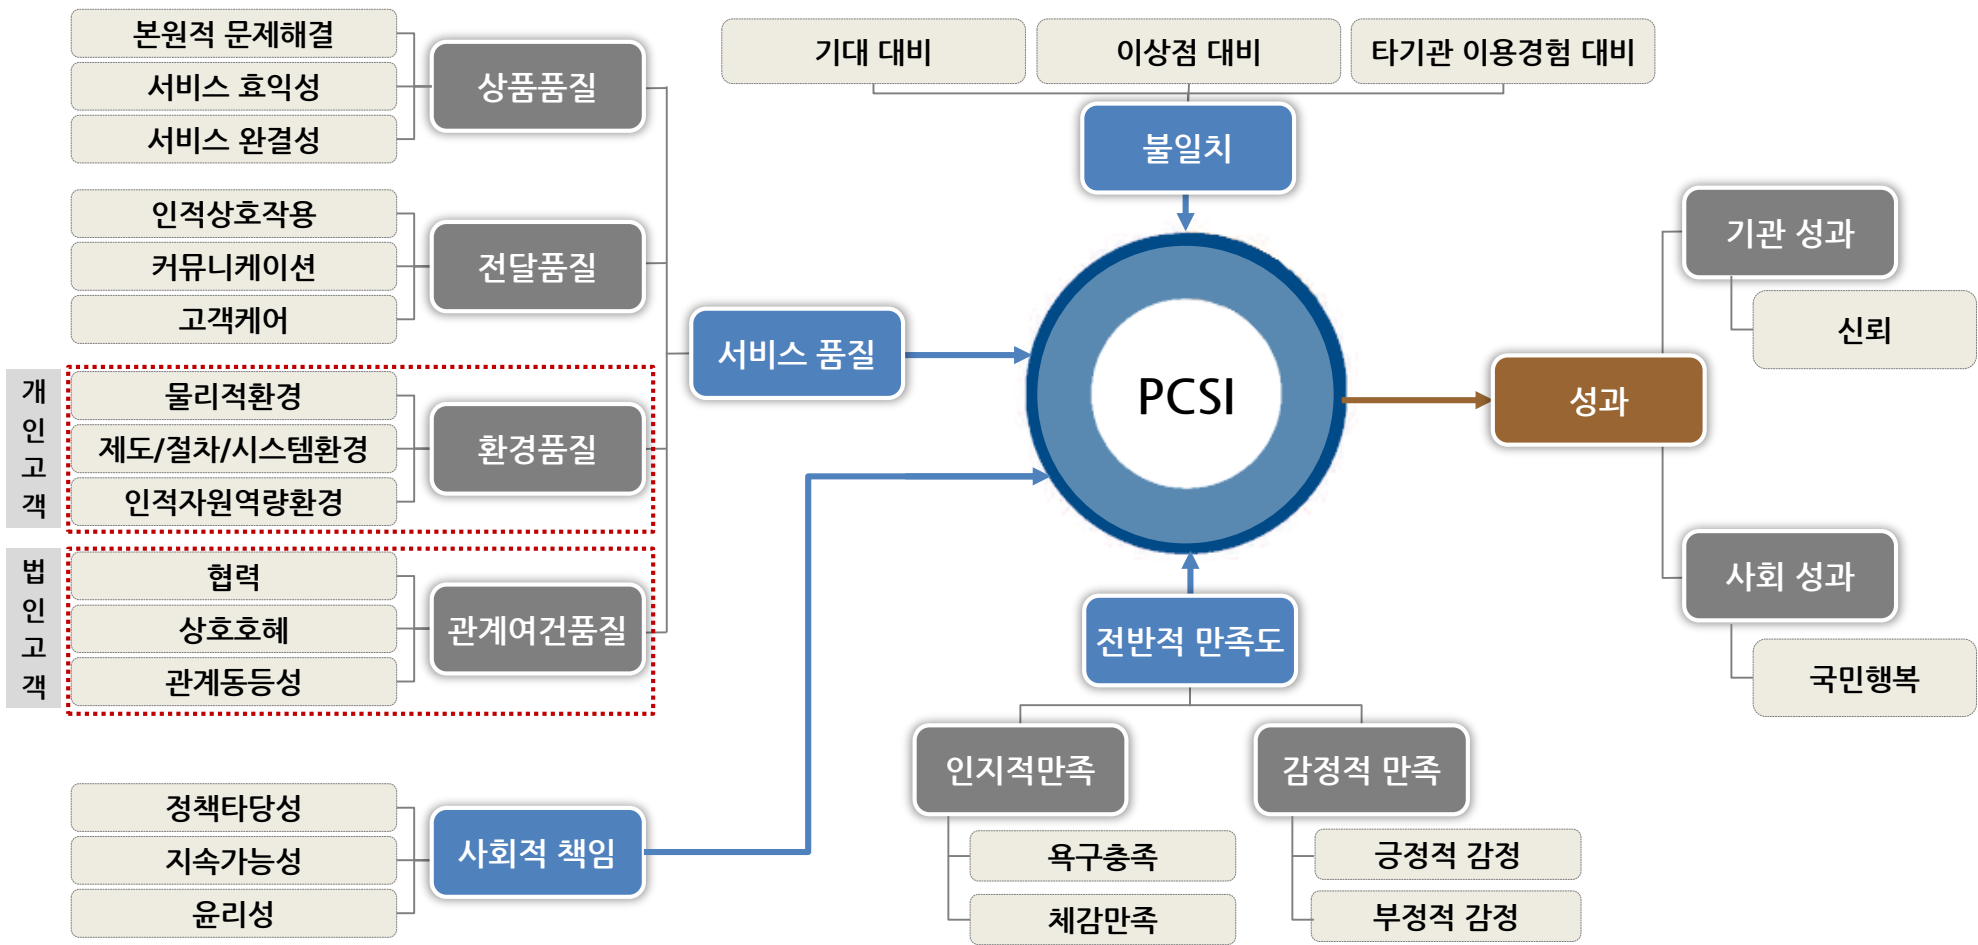 본원적 문제해결
서비스 효익성
서비스 완결성
상품품질
인적상호작용
커뮤니케이션
고객케어
전달품질
개인고객
물리적환경
제도/절차/시스템환경
인적자원역량환경
환경품질
법인고객
협력
상호호혜
관계동등성
관계여건품질
서비스 품질
정책타당성
지속가능성
윤리성
사회적 책임
기대 대비
이상점 대비
타기관 이용경험 대비
불일치
PCSI
전반적 만족도
인지적만족
욕구충족
체감만족
감정적 만족
긍정적 감정
부정적 감정
성과
기관 성과
신뢰
사회 성과
국민행복